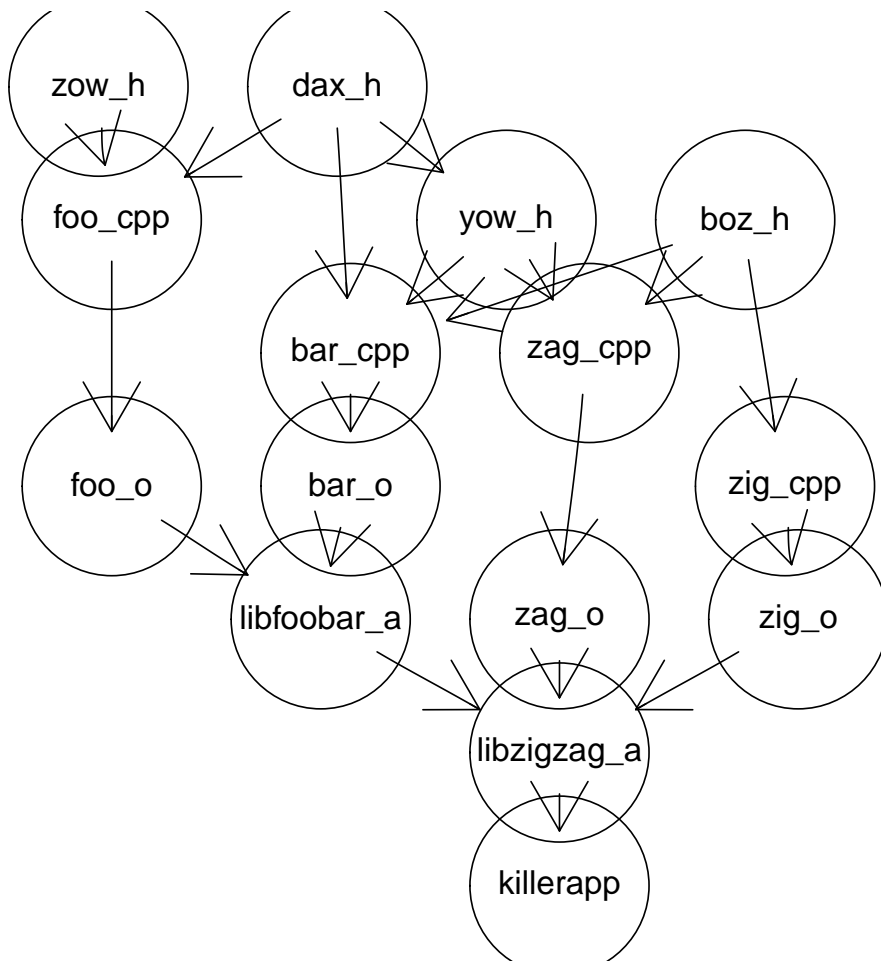 zow_h
dax_h
foo_cpp
yow_h
boz_h
bar_cpp
zag_cpp
foo_o
bar_o
zig_cpp
libfoobar_a
zag_o
zig_o
libzigzag_a
killerapp